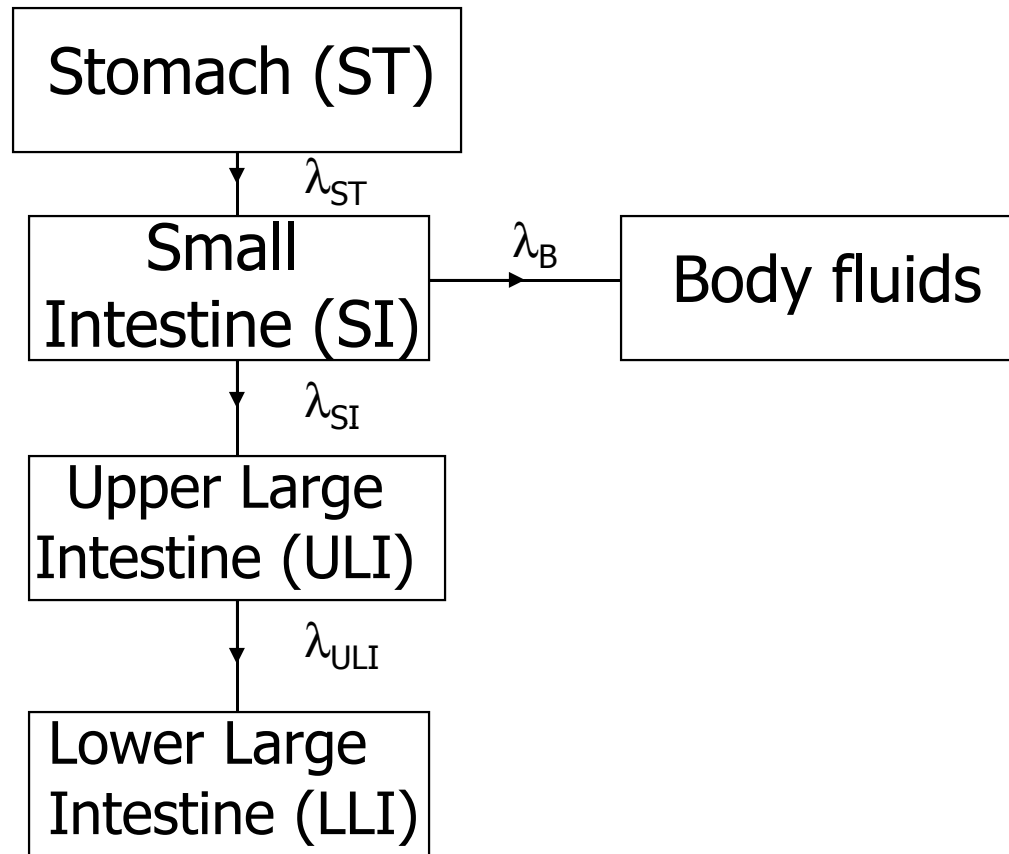 Stomach (ST)
λST
Small
Intestine (SI)
λB
Body fluids
λSI
Upper Large
Intestine (ULI)
λULI
Lower Large
Intestine (LLI)